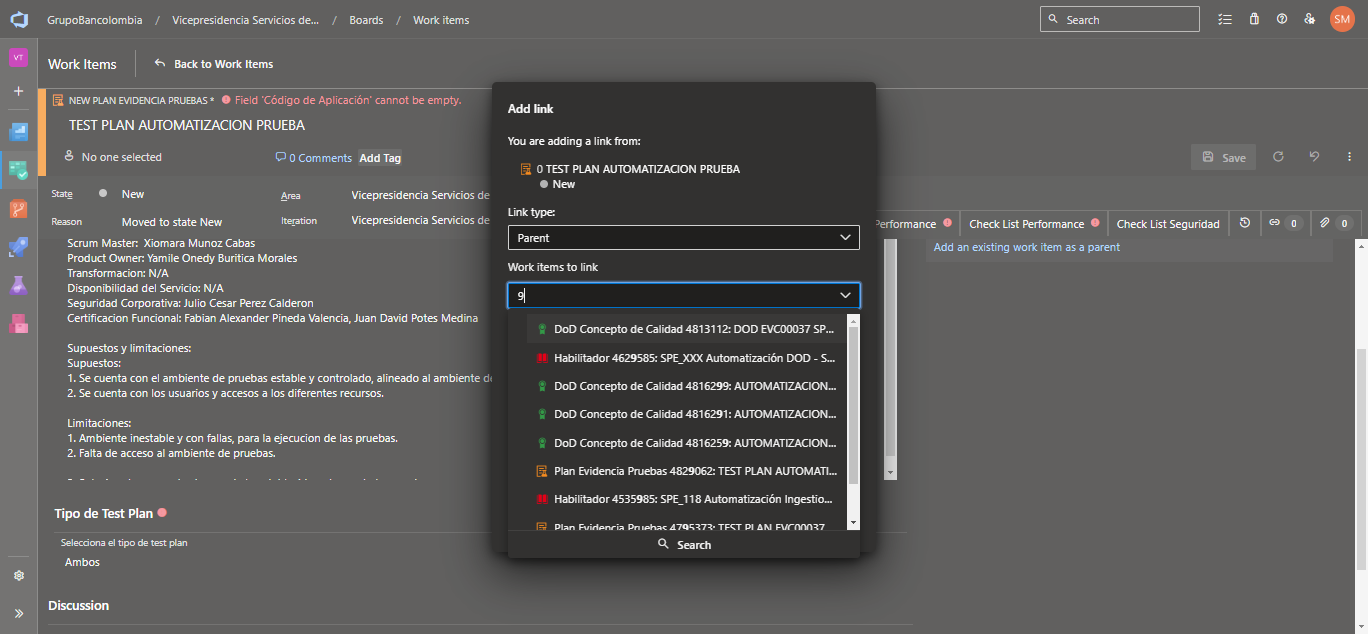 GrupoBancolombia / Vicepresidencia Servicios de... / Boards / Work items
Search
SM
VT
Work Items
Back to Work Items
NEW PLAN EVIDENCIA PRUEBAS * Field 'Código de Aplicación' cannot be empty.
TEST PLAN AUTOMATIZACION PRUEBA
No one selected
0 Comments
Add Tag
Save
State
New
Area
Vicepresidencia Servicios de
Reason
Moved to state New
Iteration
Vicepresidencia Servicios de
Performance
Check List Performance
Check List Seguridad
0
0
Scrum Master: Xiomara Munoz Cabas
Product Owner: Yamile Onedy Buritica Morales
Transformacion: N/A
Disponibilidad del Servicio: N/A
Seguridad Corporativa: Julio Cesar Perez Calderon
Certificacion Funcional: Fabian Alexander Pineda Valencia, Juan David Potes Medina
Supuestos y limitaciones:
Supuestos:
1. Se cuenta con el ambiente de pruebas estable y controlado, alineado al ambiente de
2. Se cuenta con los usuarios y accesos a los diferentes recursos.
Limitaciones:
1. Ambiente inestable y con fallas, para la ejecucion de las pruebas.
2. Falta de acceso al ambiente de pruebas.
Tipo de Test Plan
Selecciona el tipo de test plan
Ambos
Discussion
Add an existing work item as a parent
Add link
You are adding a link from:
0 TEST PLAN AUTOMATIZACION PRUEBA
New
Link type:
Parent
Work items to link
9
DoD Concepto de Calidad 4813112: DOD EVC00037 SP...
Habilitador 4629585: SPE_XXX Automatización DOD - S...
DoD Concepto de Calidad 4816299: AUTOMATIZACION...
DoD Concepto de Calidad 4816291: AUTOMATIZACION...
DoD Concepto de Calidad 4816259: AUTOMATIZACION...
Plan Evidencia Pruebas 4829062: TEST PLAN AUTOMATI...
Habilitador 4535985: SPE_118 Automatización Ingestio...
Plan Evidencia Pruebas 4795373: TEST PLAN EVC00037
Search